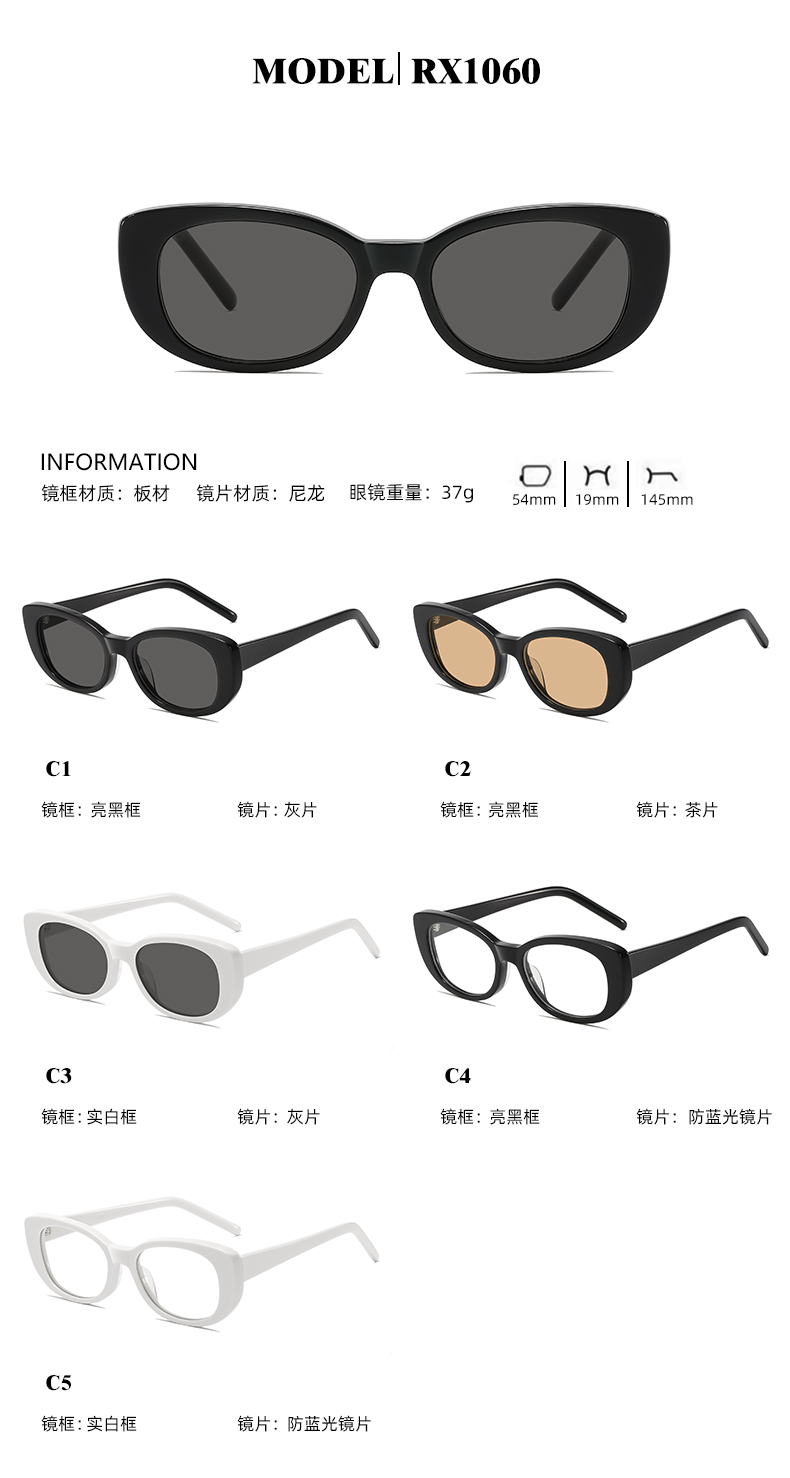 MODEL | RX1060
INFORMATION
镜框材质：板材 镜片材质：尼龙 眼镜重量：37g
54mm 19mm 145mm
C1 C2
镜框：亮黑框 镜片：灰片 镜框：亮黑框 镜片：茶片
C3 C4
镜框：实白框 镜片：灰片 镜框：亮黑框 镜片：防蓝光镜片
C5
镜框：实白框 镜片：防蓝光镜片